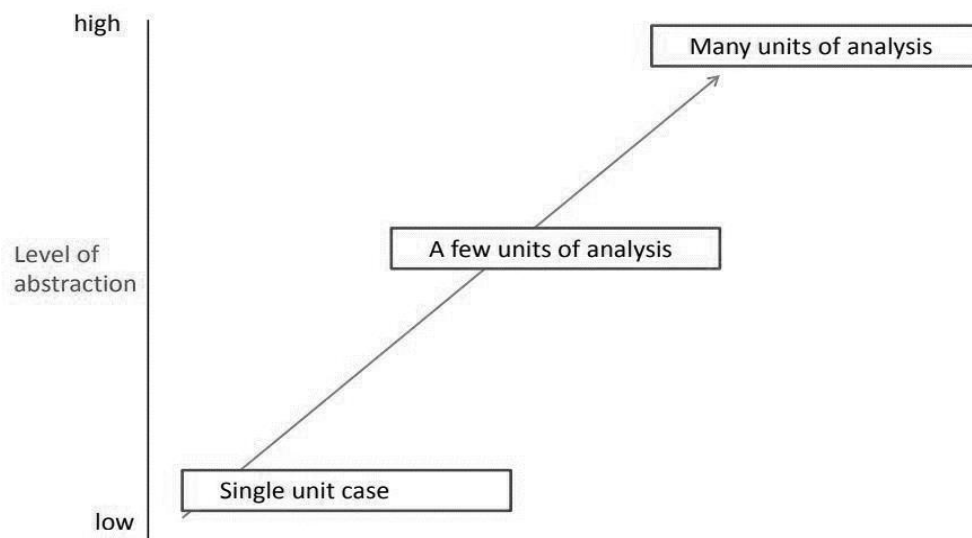 high
Many units of analysis
A few units of analysis
Level of
abstraction
Single unit case
low